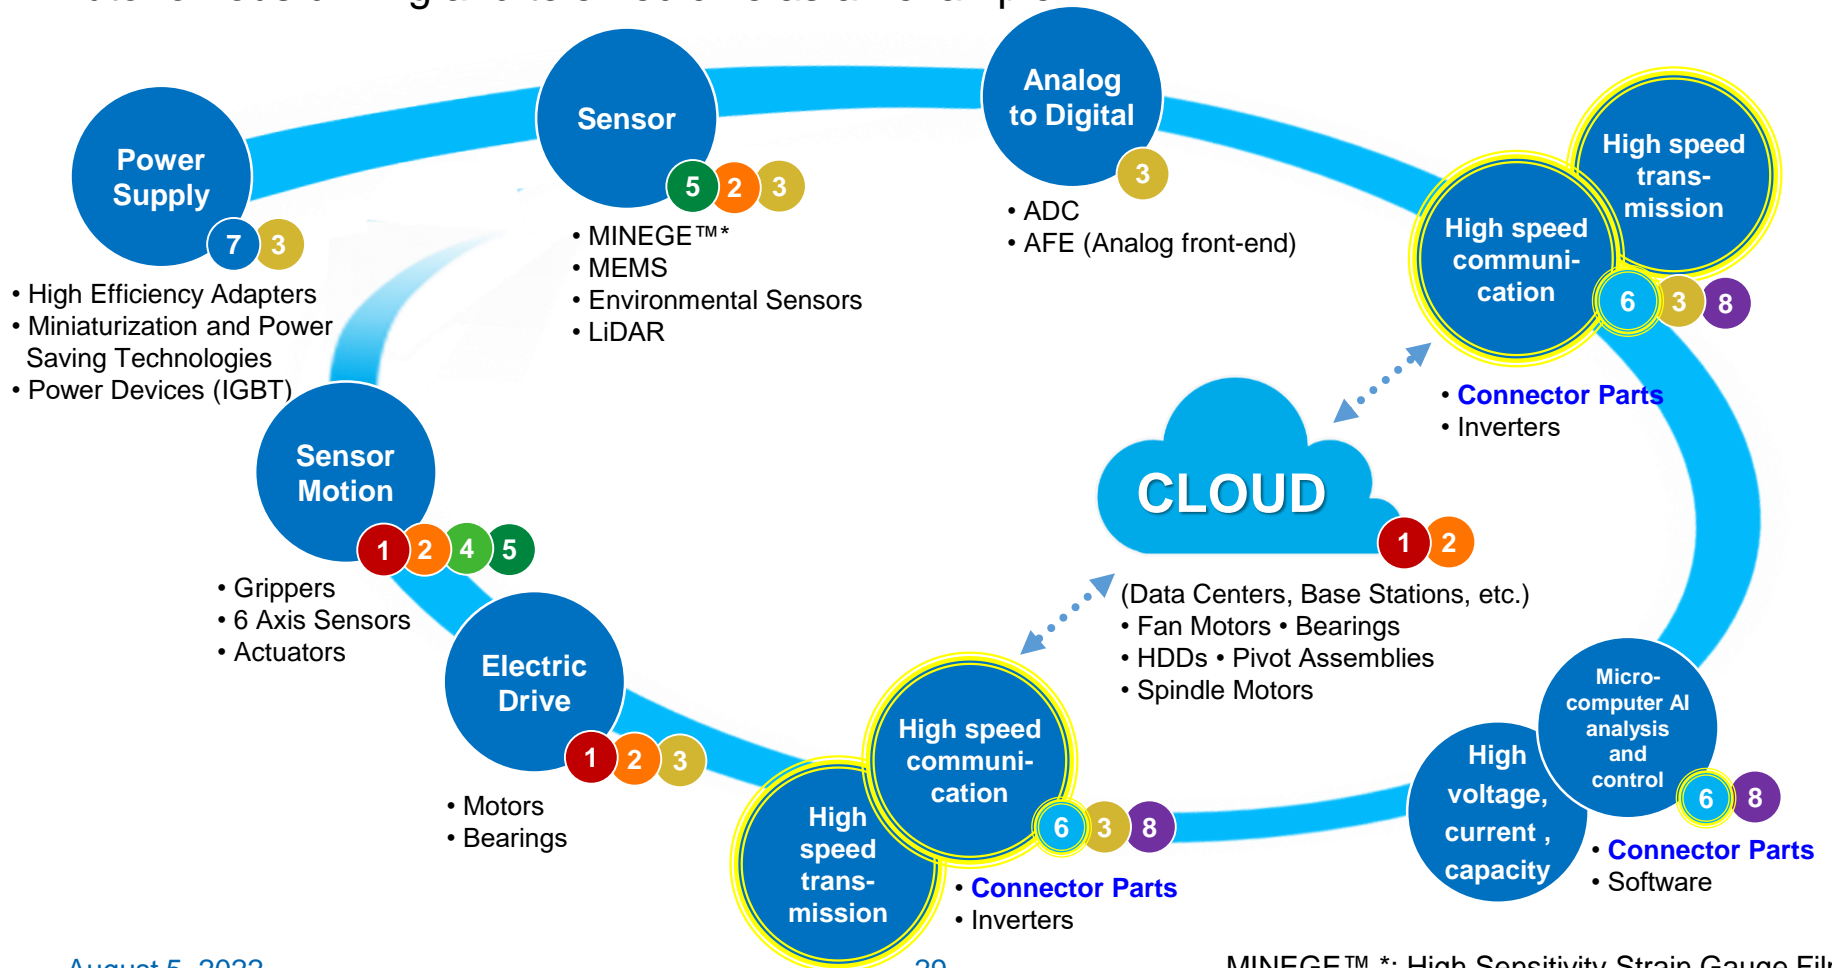 Power
Supply
7 3
• High Efficiency Adapters
• Miniaturization and Power
Saving Technologies
• Power Devices (IGBT)
Sensor
5 2 3
• MINEGE™*
• MEMS
• Environmental Sensors
• LiDAR
Analog
to Digital
3
• ADC
• AFE (Analog front-end)
High speed
trans-
mission
High speed
communi-
cation
6 3 8
• Connector Parts
• Inverters
CLOUD
1 2
(Data Centers, Base Stations, etc.)
• Fan Motors • Bearings
• HDDs • Pivot Assemblies
• Spindle Motors
Sensor
Motion
1 2 4 5
• Grippers
• 6 Axis Sensors
• Actuators
Electric
Drive
1 2 3
• Motors
• Bearings
High speed
communi-
cation
High
speed
trans-
mission
6 3 8
• Connector Parts
• Inverters
Micro-
computer AI
analysis
and
control
High
voltage,
current ,
capacity
6 8
• Connector Parts
• Software
MINEGE™ *: High Sensitivity Strain Gauge